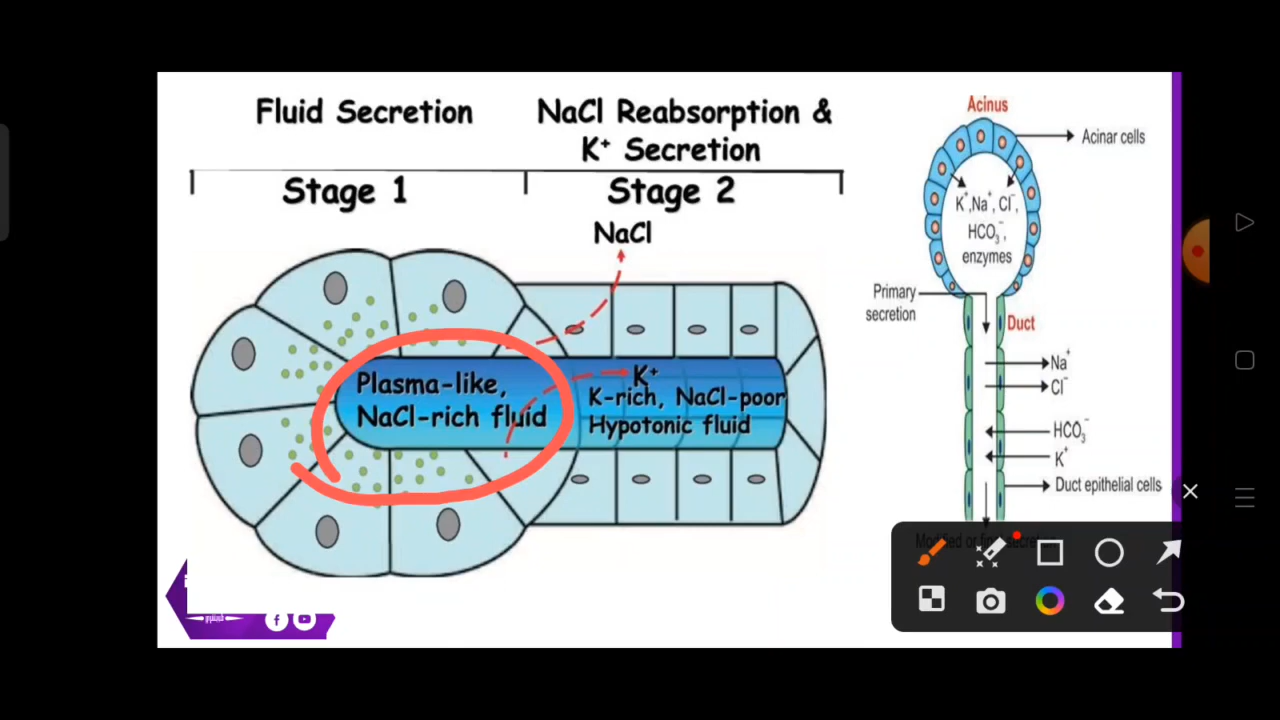 Fluid Secretion
NaCl Reabsorption &
K⁺ Secretion
Stage 1
Stage 2
NaCl
Plasma-like,
NaCl-rich fluid
K⁺
K-rich, NaCl-poor
Hypotonic fluid
Acinus
Acinar cells
K⁺,Na⁺, Cl⁻,
HCO₃⁻,
enzymes
Primary
secretion
Duct
Na⁺
Cl⁻
HCO₃⁻
K⁺
Duct epithelial cells